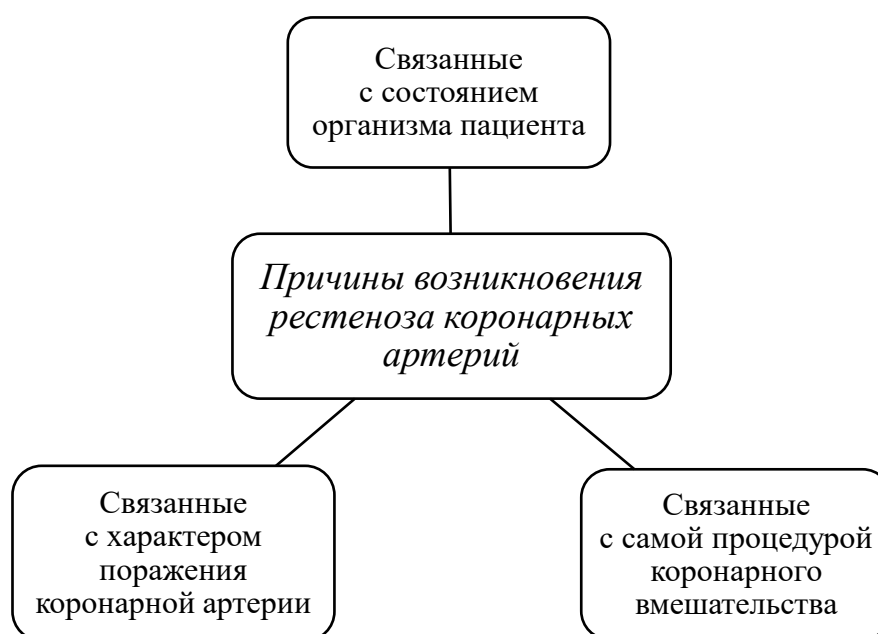 Связанные
с состоянием
организма пациента
Причины возникновения
рестеноза коронарных
артерий
Связанные
с характером
поражения
коронарной артерии
Связанные
с самой процедурой
коронарного
вмешательства